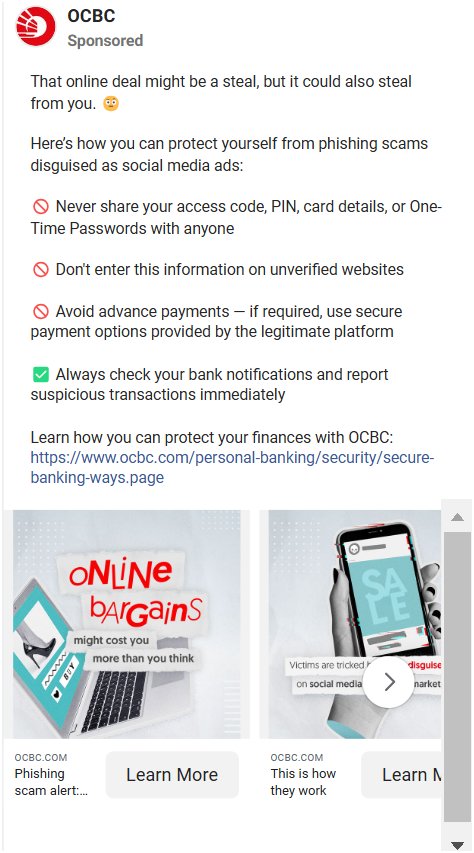 OCBC
Sponsored
That online deal might be a steal, but it could also steal
from you. 😳
Here's how you can protect yourself from phishing scams
disguised as social media ads:
🚫 Never share your access code, PIN, card details, or One-
Time Passwords with anyone
🚫 Don't enter this information on unverified websites
🚫 Avoid advance payments — if required, use secure
payment options provided by the legitimate platform
✅ Always check your bank notifications and report
suspicious transactions immediately
Learn how you can protect your finances with OCBC:
https://www.ocbc.com/personal-banking/security/secure-
banking-ways.page
ONLiNe
bARGainS
might cost you
more than you think
BUY
SA
LE
Victims are tricked disguise
on social media market
OCBC.COM
Phishing
scam alert:...
Learn More
OCBC.COM
This is how
they work
Learn